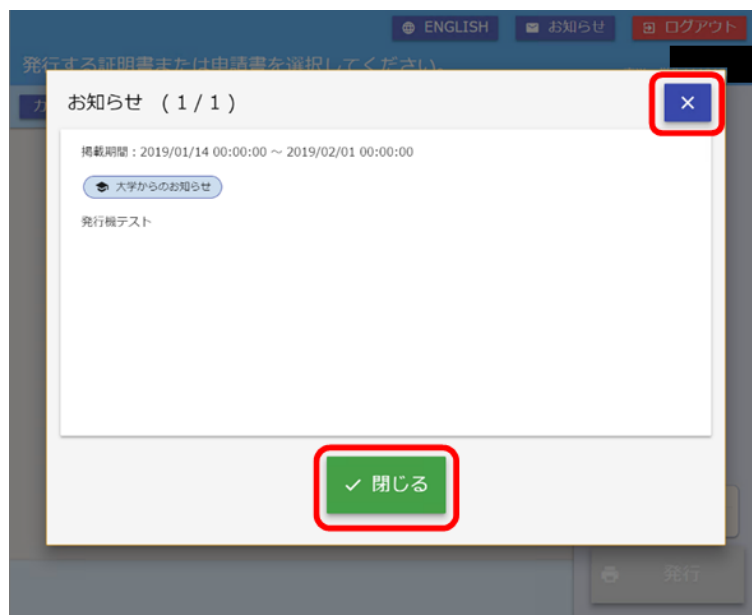 ENGLISH
お知らせ
ログアウト
発行する証明書または申請書を選択してください。
お知らせ (1/1)
掲載期間:2019/01/14 00:00:00 ~ 2019/02/01 00:00:00
大学からのお知らせ
発行機テスト
閉じる
発行